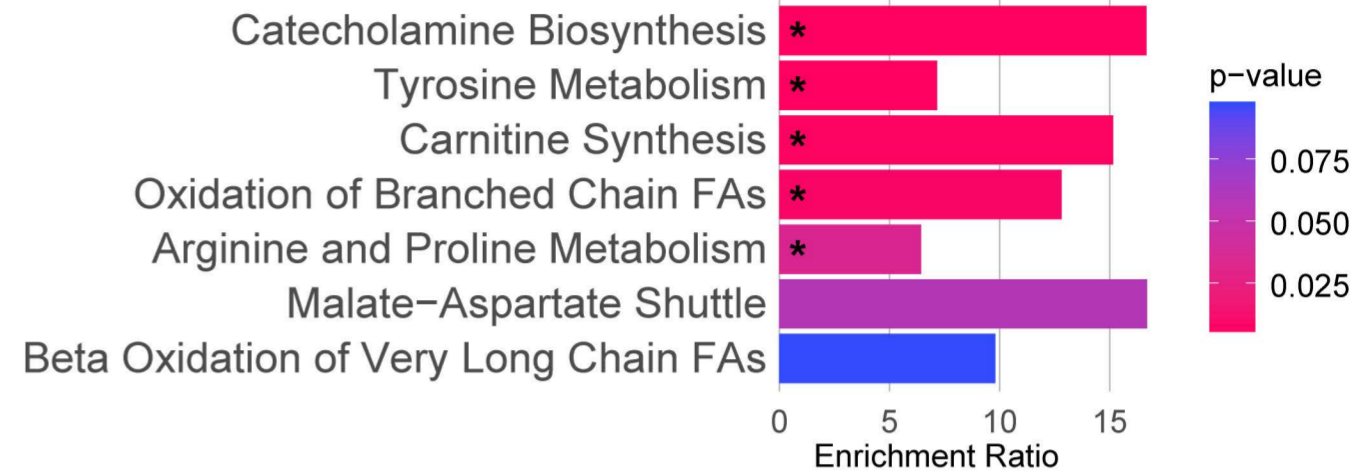 Catecholamine Biosynthesis *
Tyrosine Metabolism *
Carnitine Synthesis *
Oxidation of Branched Chain FAs *
Arginine and Proline Metabolism *
Malate−Aspartate Shuttle
Beta Oxidation of Very Long Chain FAs
0 5 10 15
Enrichment Ratio
p−value
0.075
0.050
0.025